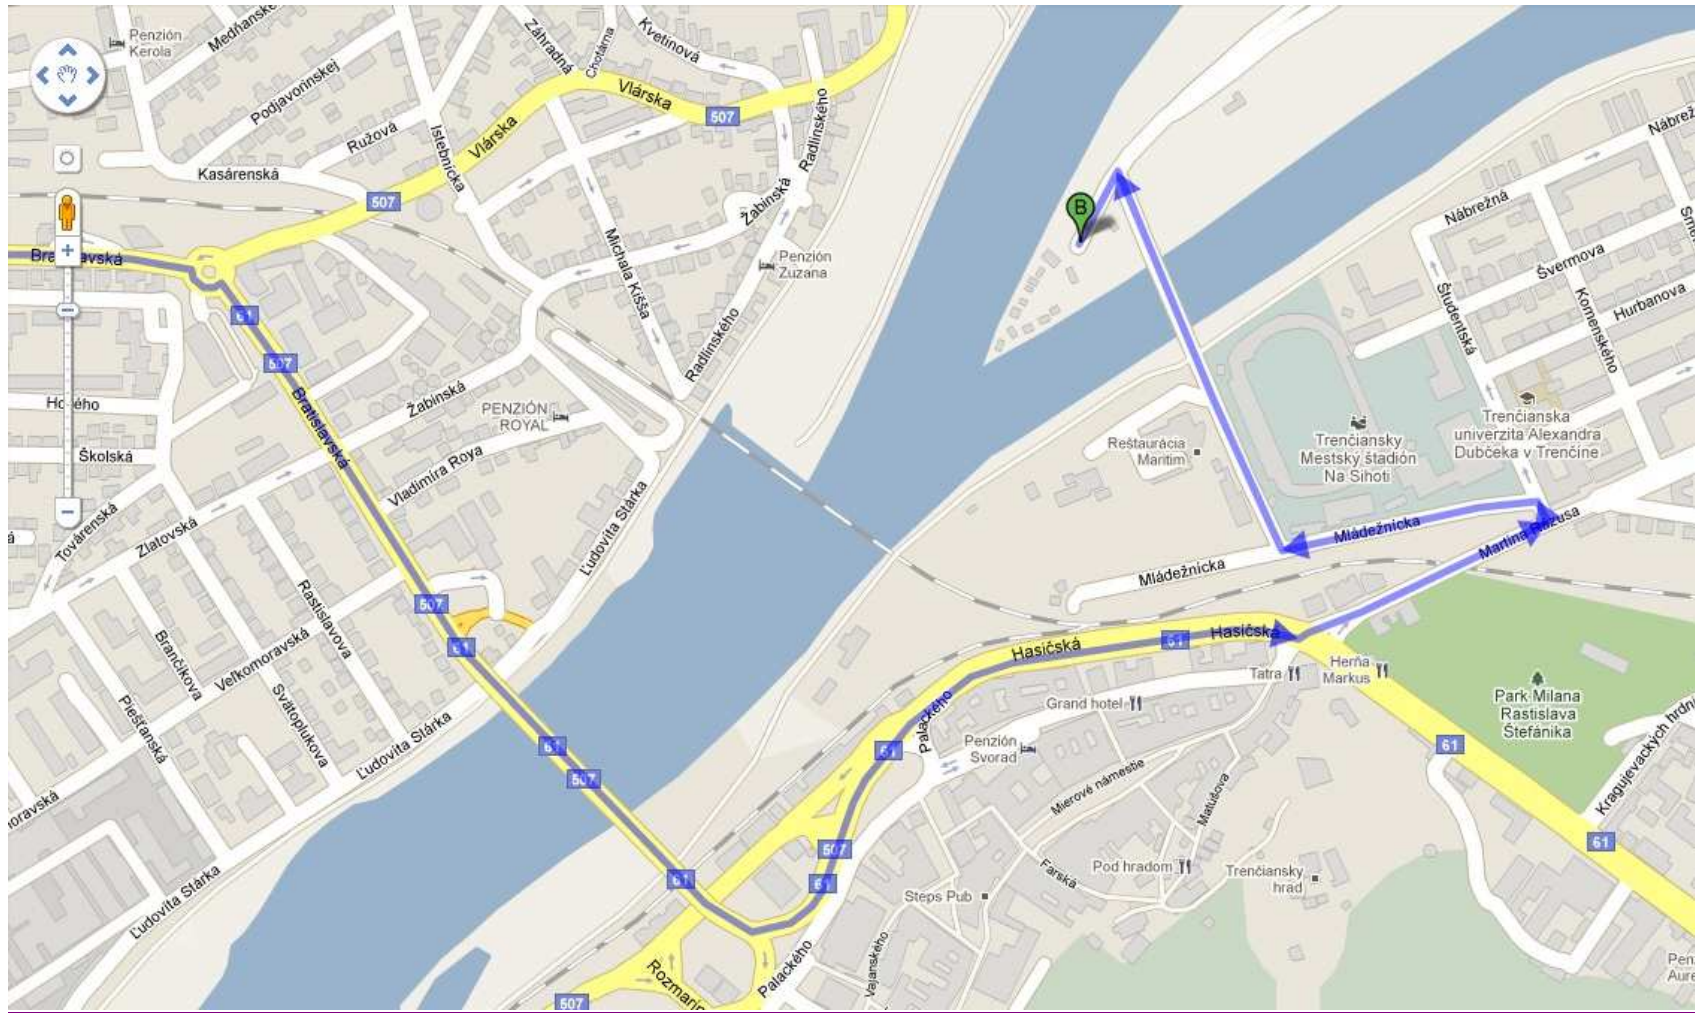 Penzión
Kerola
Medňanské
Záhradná
Chotárna
Kvetinová
Podjavorinskej
Ružová
Istebnícka
Vlárska
Vlárska
507
Radlinského
Kasárenská
507
Žabinská
Michala Kišša
Bratislavská
Penzión
Zuzana
61
507
Radlinského
Školská
Žabinská
PENZIÓN
ROYAL
Bratislavská
Vladimíra Roya
Továrenská
Zlatovská
Ľudovíta Stárka
Rastislavova
Brančíkova
Veľkomoravská
Svätoplukova
Piešťanská
Ľudovíta Stárka
507
61
61
507
61
Ľudovíta Stárka
B
Nábrežná
Švermova
Hurbanova
Študentská
Komenského
Reštaurácia
Maritim
Trenčiansky
Mestský štadión
Na Sihoti
Trenčianska
univerzita Alexandra
Dubčeka v Trenčíne
Mládežnícka
Mládežnícka
Martina Rázusa
Hasičská
61
Hasičská
Tatra
Herňa
Markus
Grand hotel
Palackého
61
Penzión
Svorad
Mierové námestie
Matúšova
Park Milana
Rastislava
Štefánika
61
Kragujevackých hrdinov
61
507
61
Pod hradom
Farská
Trenčiansky
hrad
Steps Pub
Vajanského
Palackého
507